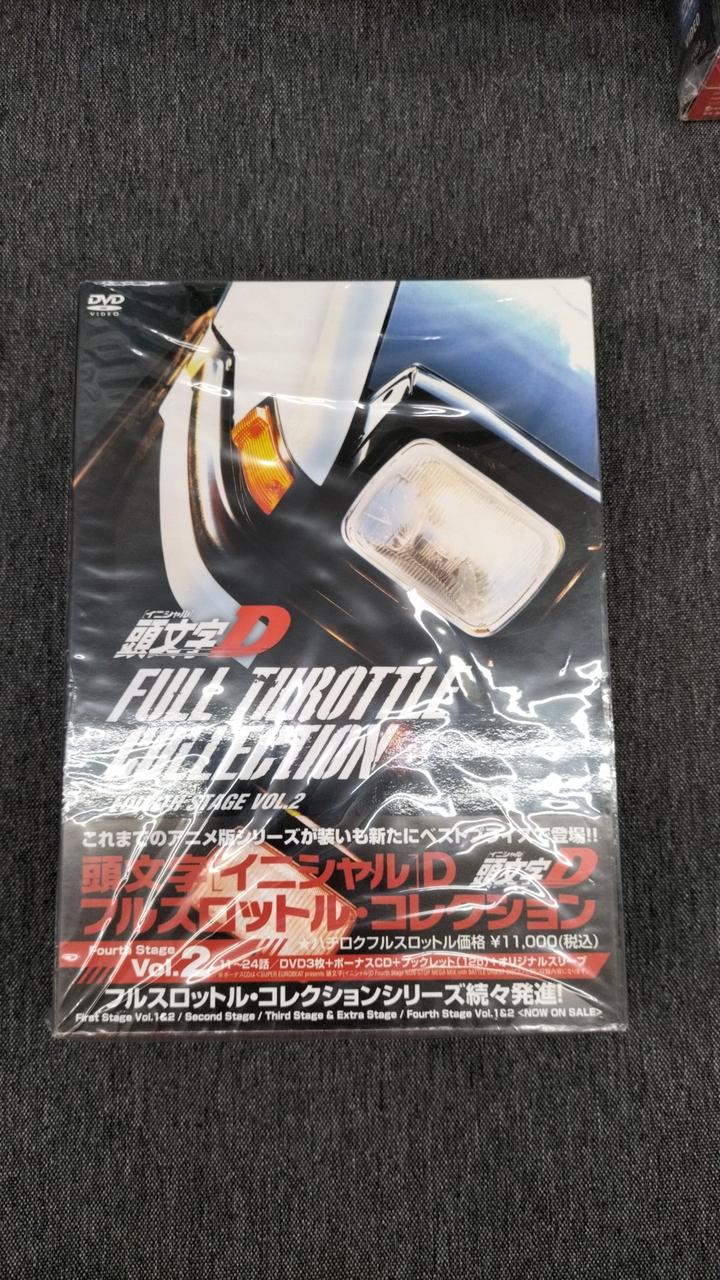 DVD
VIDEO
VIDEO
[イニシャル]
頭文字D
FULL THROTTLE
COLLECTION
FOURTH STAGE VOL.2
これまでのアニメ版シリーズが装いも新たにベストプライスで登場!!
頭文字[イニシャル]D
イニシャル
頭文字D
フルスロットル・コレクション
★ハチロクフルスロットル価格 ¥11,000(税込)
Fourth Stage
Vol.2
11~24話/DVD3枚+ボーナスCD+ブックレット(12p)+オリジナルスリーブ
フルスロットル・コレクションシリーズ続々発進!
First Stage Vol.1&2 / Second Stage / Third Stage & Extra Stage / Fourth Stage Vol.1&2 <NOW ON SALE>